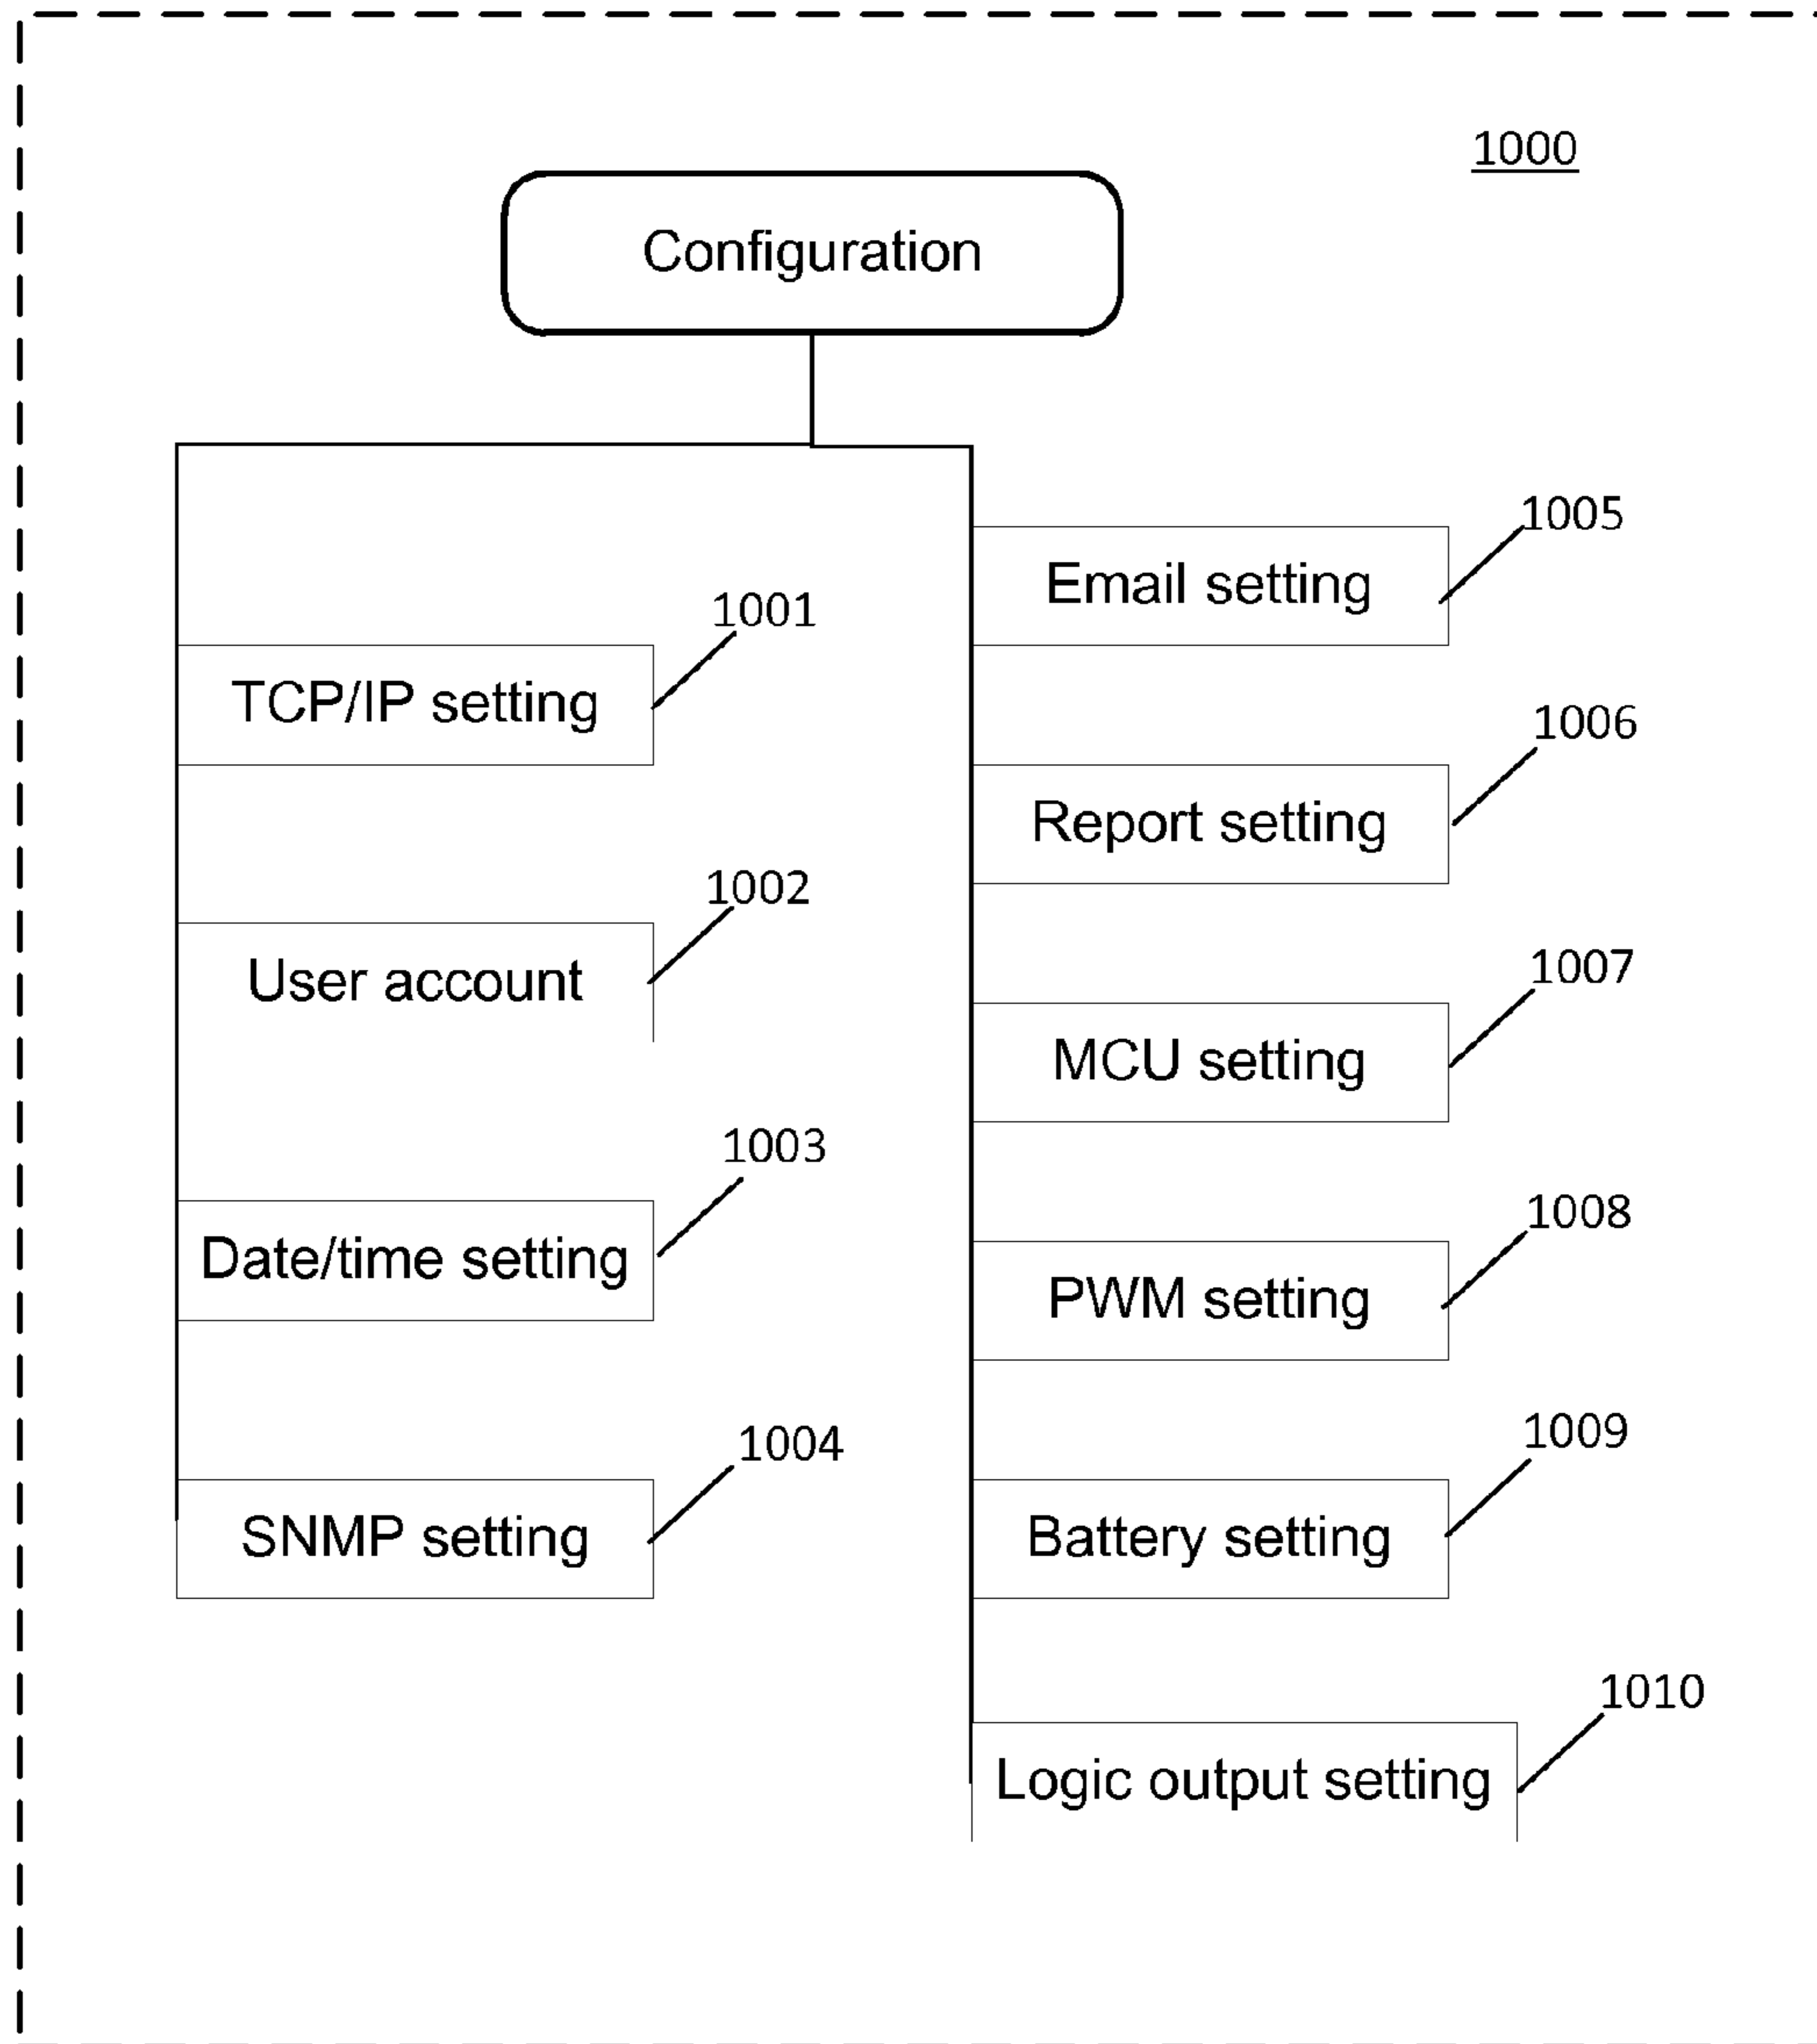 1000
Configuration
1001
TCP/IP setting
1002
User account
1003
Date/time setting
1004
SNMP setting
1005
Email setting
1006
Report setting
1007
MCU setting
1008
PWM setting
1009
Battery setting
1010
Logic output setting